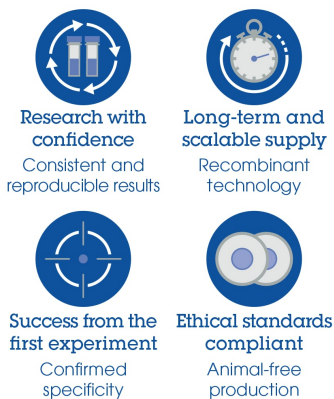 Research with
confidence
Consistent and
reproducible results
Long-term and
scalable supply
Recombinant
technology
Success from the
first experiment
Confirmed
specificity
Ethical standards
compliant
Animal-free
production